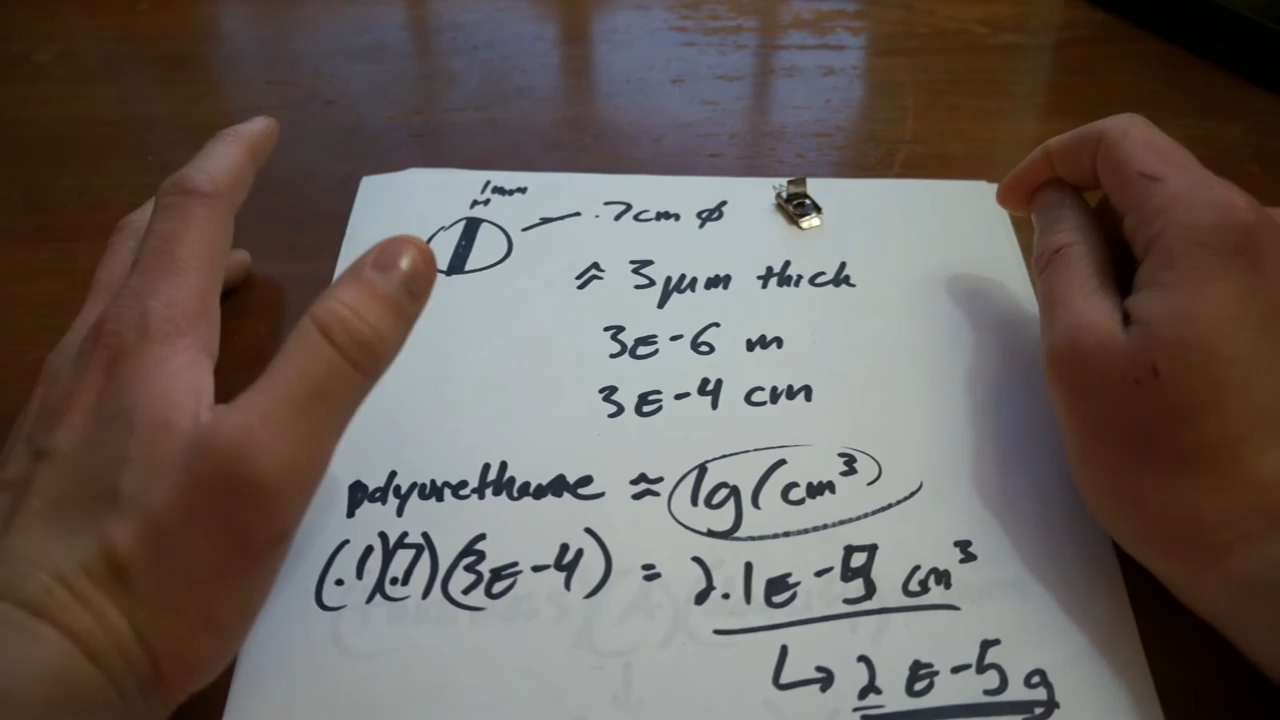 1mm
.7cm ϕ
≈ 3μm thick
3E-6 m
3E-4 cm
polyurethane ≈ 1g/cm³
(.1)(.7)(3E-4) = 2.1E-5 cm³
↳ 2 E-5 g